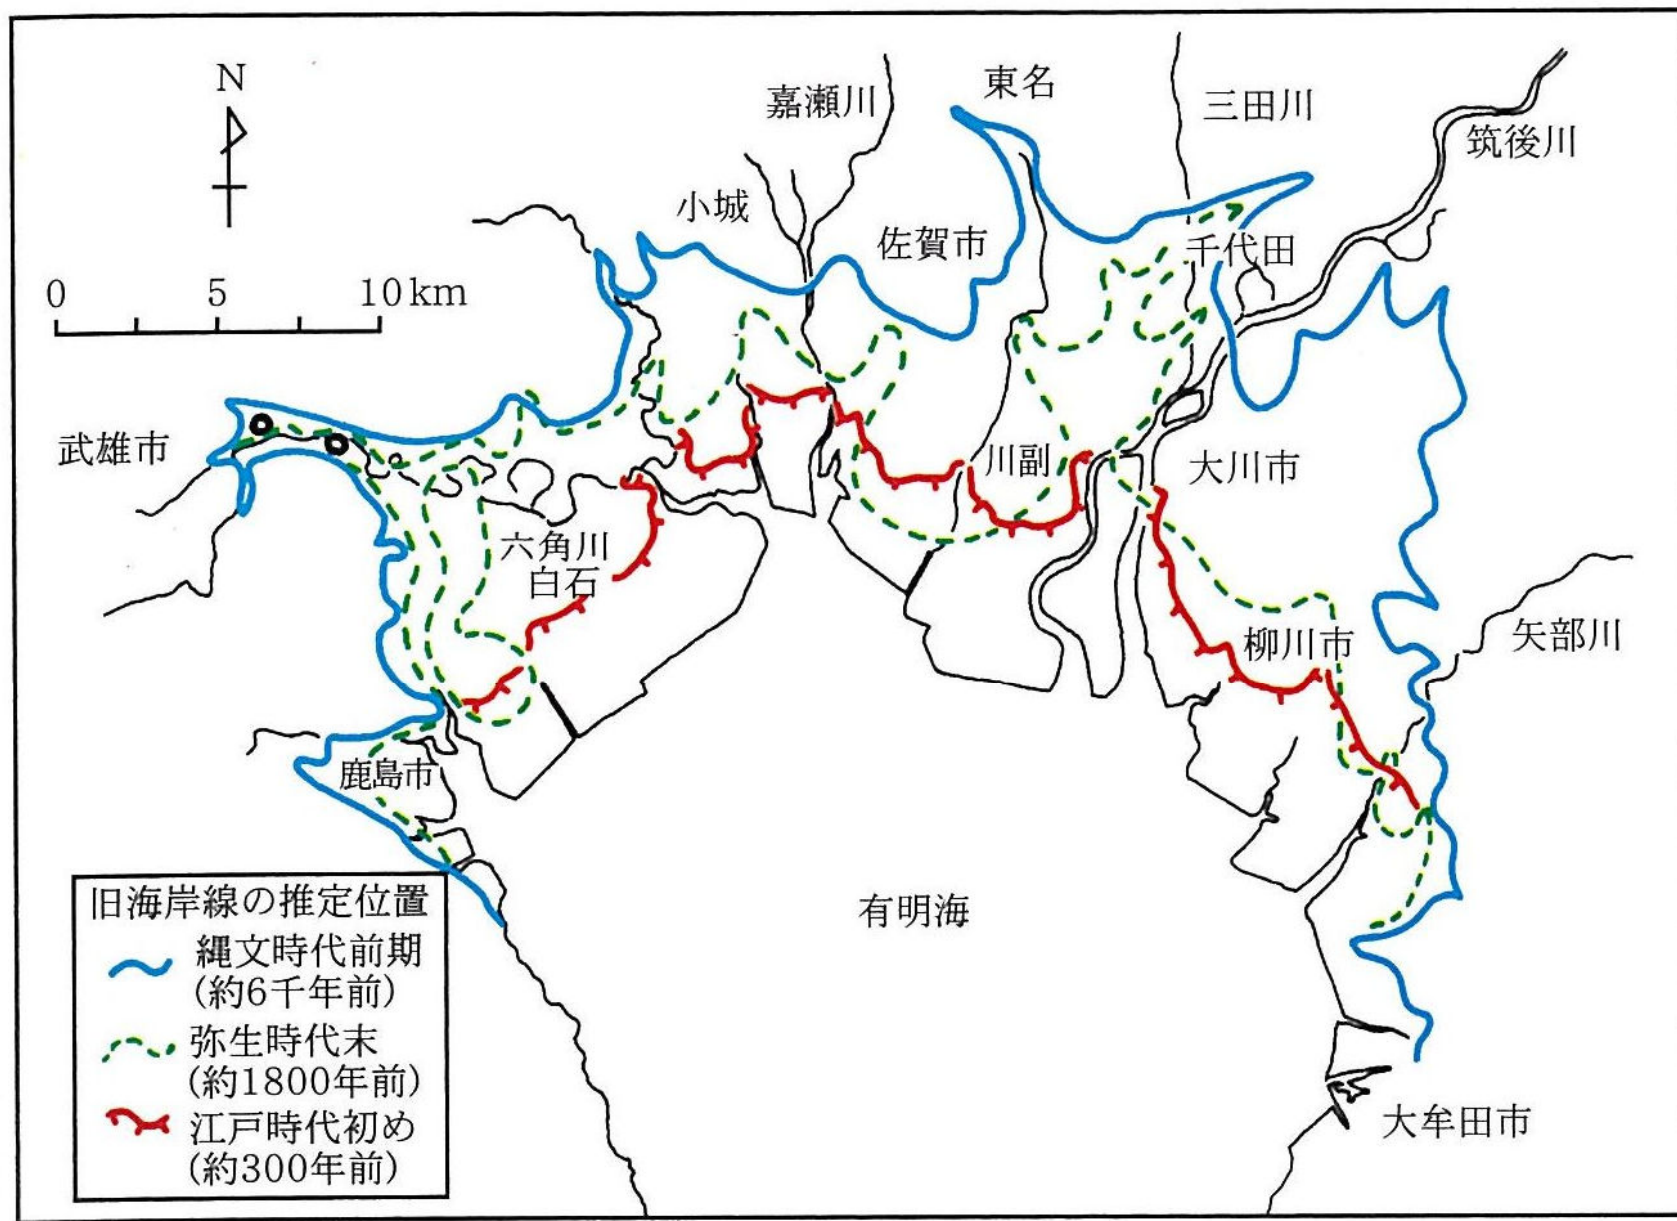 N
嘉瀬川
東名
三田川
筑後川
小城
佐賀市
千代田
0 5 10km
武雄市
川副
大川市
六角川
白石
柳川市
矢部川
鹿島市
有明海
大牟田市
旧海岸線の推定位置
縄文時代前期
(約6千年前)
弥生時代末
(約1800年前)
江戸時代初め
(約300年前)